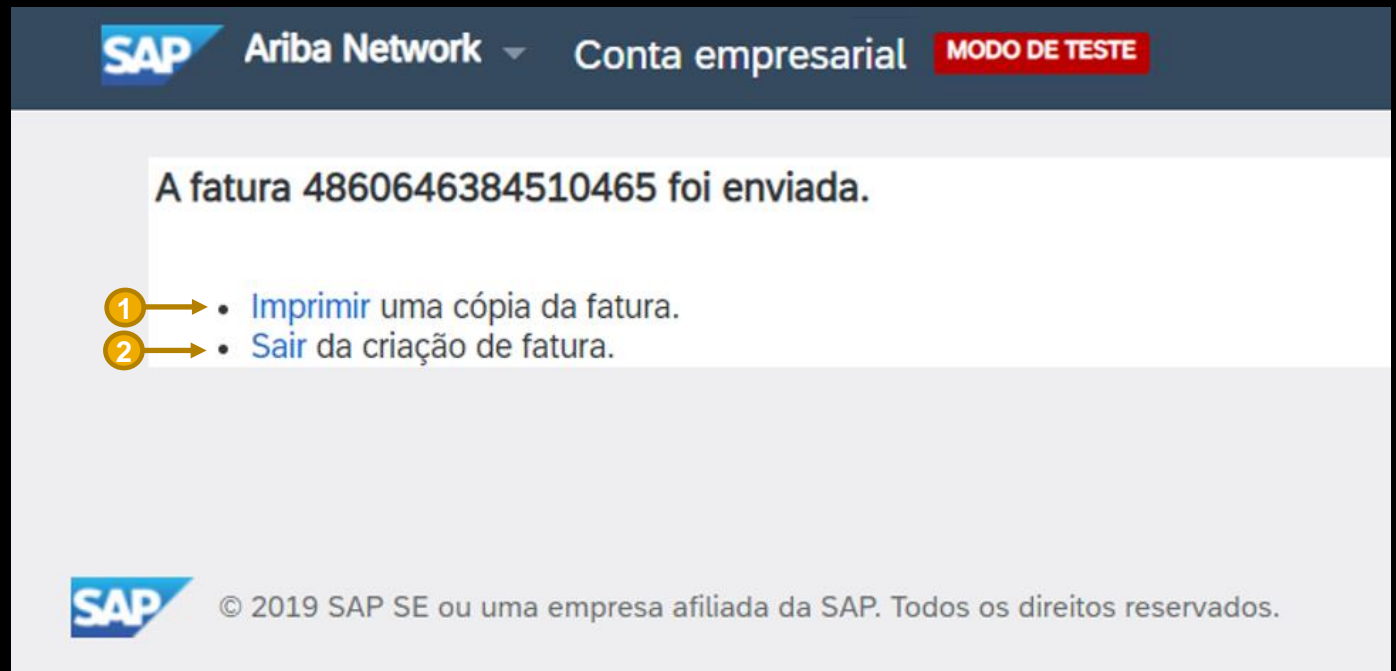 SAP Ariba Network Conta empresarial MODO DE TESTE
A fatura 4860646384510465 foi enviada.
1 • Imprimir uma cópia da fatura.
2 • Sair da criação de fatura.
SAP © 2019 SAP SE ou uma empresa afiliada da SAP. Todos os direitos reservados.